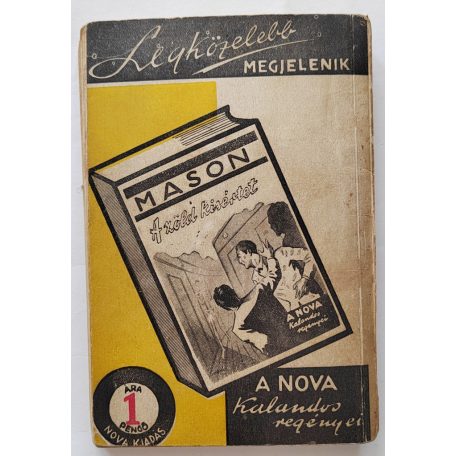 Legközelebb
MEGJELENIK
MASON
A zöld kísértet
A NOVA
Kalandos
regényei
A NOVA
Kalandos
regényei
ÁRA
1
PENGŐ
NOVA KIADÁS